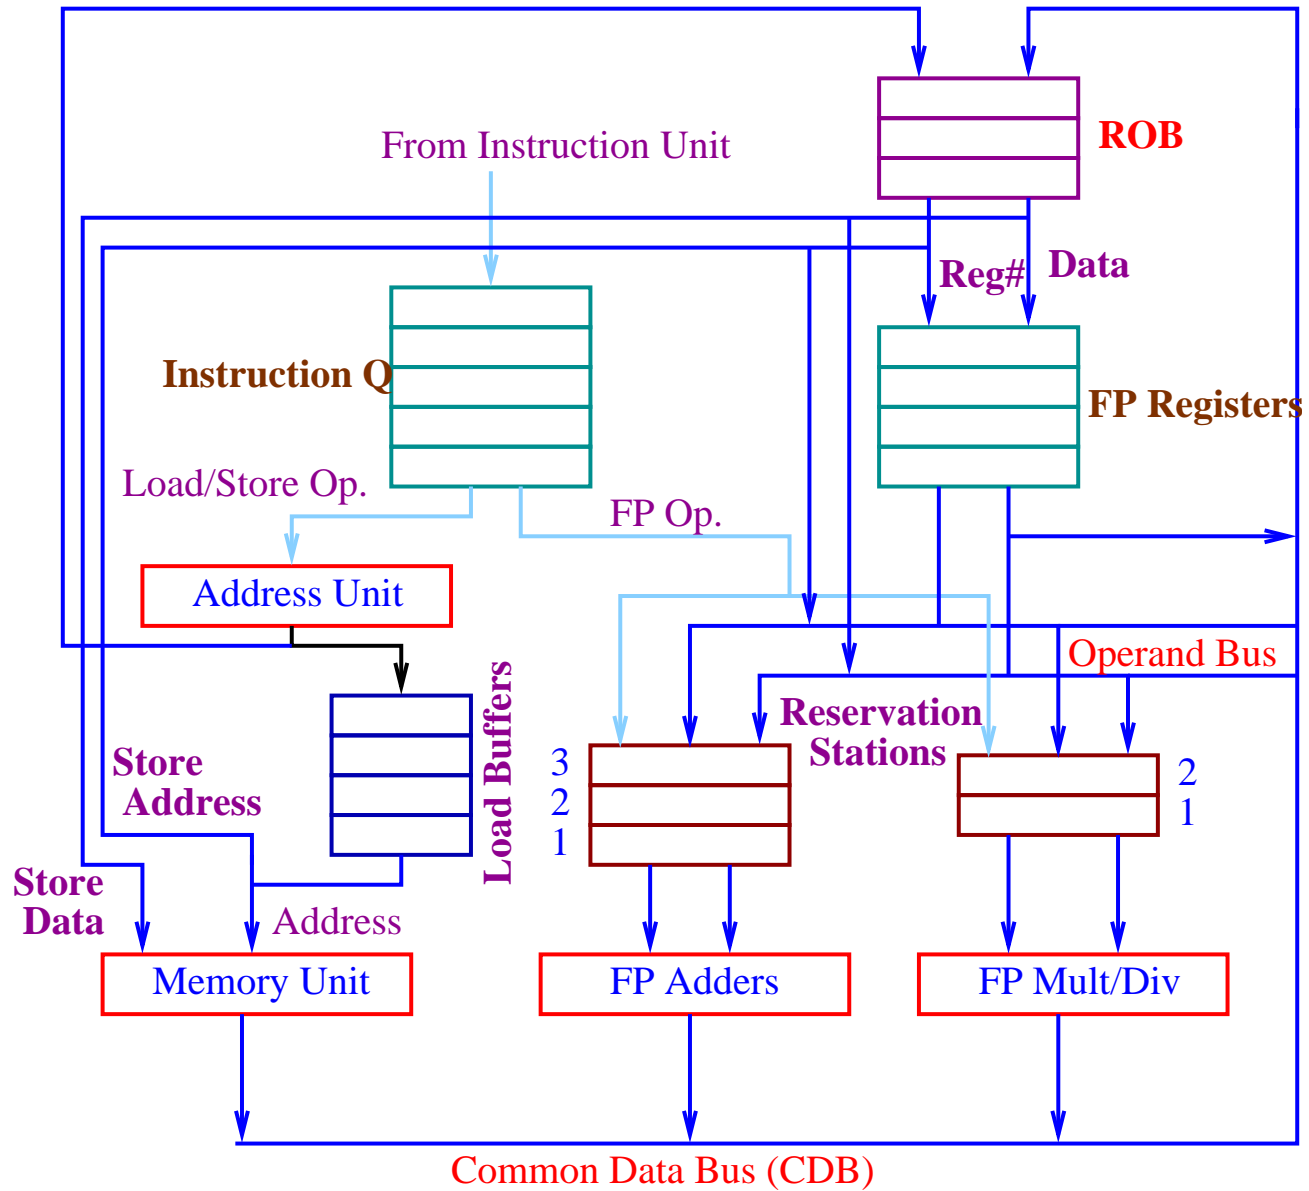 ROB
From Instruction Unit
Reg#
Data
Instruction Q
FP Registers
Load/Store Op.
FP Op.
Address Unit
Operand Bus
Load Buffers
Reservation
Stations
Store
Address
3
2
1
2
1
Store
Data
Address
Memory Unit
FP Adders
FP Mult/Div
Common Data Bus (CDB)